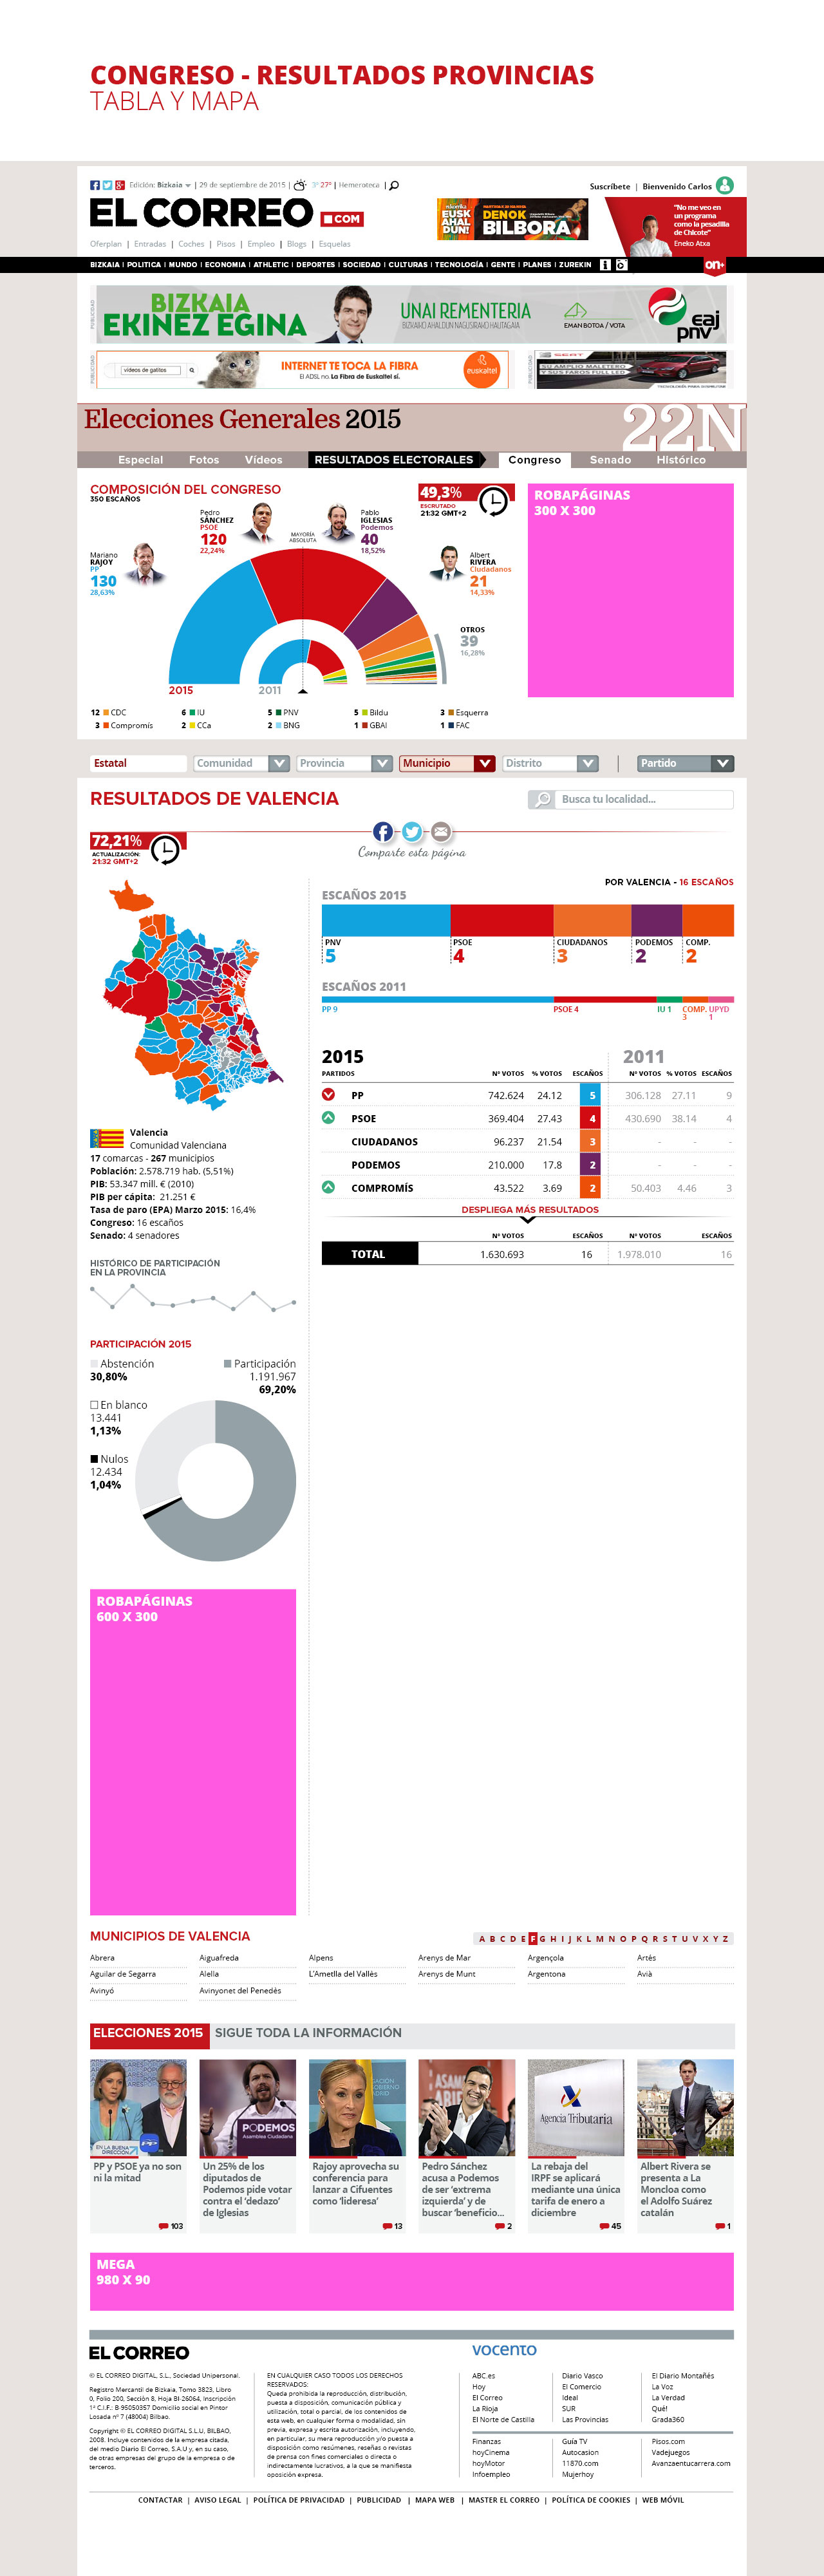 CONGRESO - RESULTADOS PROVINCIAS
TABLA Y MAPA
Edición: Bizkaia | 29 de septiembre de 2015 | 27° | Hemeroteca |
Suscríbete | Bienvenido Carlos
EL CORREO .COM
EUSK AL DUN!
DENOK BILBORA
"No me veo en
un programa
como la pesadilla
de Chicote"
Eneko Atxa
Oferplan | Entradas | Coches | Pisos | Empleo | Blogs | Esquelas
BIZKAIA | POLITICA | MUNDO | ECONOMIA | ATHLETIC | DEPORTES | SOCIEDAD | CULTURAS | TECNOLOGÍA | GENTE | PLANES | ZUREKIN
on+
PUBLICIDAD
BIZKAIA
EKINEZ EGINA
UNAI REMENTERIA
BIZKAIMO AHALDUN NAGUSIRAKO HAUTAGAIA
EMAN BOTOA / VOTA
eaj
pnv
PUBLICIDAD
vídeos de gatitos
INTERNET TE TOCA LA FIBRA
El ADSL no. La Fibra de Euskaltel sí.
euskaltel
PUBLICIDAD
SEAT
SU AMPLIO MALETERO
Y SUS FAROS FULL LED
Elecciones Generales 2015
22N
Especial Fotos Vídeos RESULTADOS ELECTORALES Congreso Senado Histórico
COMPOSICIÓN DEL CONGRESO
350 ESCAÑOS
49,3%
ESCRUTADO
21:32 GMT+2
ROBAPÁGINAS
300 X 300
Mariano
RAJOY
PP
130
28,63%
Pedro
SÁNCHEZ
PSOE
120
22,24%
MAYORÍA
ABSOLUTA
Pablo
IGLESIAS
Podemos
40
18,52%
Albert
RIVERA
Ciudadanos
21
14,33%
OTROS
39
16,28%
2015
2011
12 CDC 6 IU 5 PNV 5 Bildu 3 Esquerra
3 Compromís 2 CCa 2 BNG 1 GBAI 1 FAC
Estatal Comunidad Provincia Municipio Distrito | Partido
RESULTADOS DE VALENCIA
Busca tu localidad...
72,21%
ACTUALIZACIÓN:
21:32 GMT+2
Comparte esta página
POR VALENCIA - 16 ESCAÑOS
ESCAÑOS 2015
PNV
5
PSOE
4
CIUDADANOS
3
PODEMOS
2
COMP.
2
ESCAÑOS 2011
PP 9
PSOE 4
IU 1
COMP.
3
UPYD
1
2015 2011
PARTIDOS Nº VOTOS % VOTOS ESCAÑOS Nº VOTOS % VOTOS ESCAÑOS
PP 742.624 24.12 5 306.128 27.11 9
PSOE 369.404 27.43 4 430.690 38.14 4
CIUDADANOS 96.237 21.54 3 - - -
PODEMOS 210.000 17.8 2 - - -
COMPROMÍS 43.522 3.69 2 50.403 4.46 3
DESPLIEGA MÁS RESULTADOS
Nº VOTOS ESCAÑOS Nº VOTOS ESCAÑOS
TOTAL 1.630.693 16 1.978.010 16
Valencia
Comunidad Valenciana
17 comarcas - 267 municipios
Población: 2.578.719 hab. (5,51%)
PIB: 53.347 mill. € (2010)
PIB per cápita: 21.251 €
Tasa de paro (EPA) Marzo 2015: 16,4%
Congreso: 16 escaños
Senado: 4 senadores
HISTÓRICO DE PARTICIPACIÓN
EN LA PROVINCIA
PARTICIPACIÓN 2015
Abstención
30,80%
Participación
1.191.967
69,20%
En blanco
13.441
1,13%
Nulos
12.434
1,04%
ROBAPÁGINAS
600 X 300
MUNICIPIOS DE VALENCIA
A B C D E F G H I J K L M N O P Q R S T U V X Y Z
Abrera Aiguafreda Alpens Arenys de Mar Argençola Artés
Aguilar de Segarra Alella L'Ametlla del Vallès Arenys de Munt Argentona Avià
Avinyó Avinyonet del Penedès
ELECCIONES 2015 SIGUE TODA LA INFORMACIÓN
EN LA BUENA
DIRECCIÓN
PODEMOS
Asamblea Ciudadana
Agencia Tributaria
PP y PSOE ya no son
ni la mitad
103
Un 25% de los
diputados de
Podemos pide votar
contra el 'dedazo'
de Iglesias
Rajoy aprovecha su
conferencia para
lanzar a Cifuentes
como 'lideresa'
13
Pedro Sánchez
acusa a Podemos
de ser 'extrema
izquierda' y de
buscar 'beneficio...
2
La rebaja del
IRPF se aplicará
mediante una única
tarifa de enero a
diciembre
45
Albert Rivera se
presenta a La
Moncloa como
el Adolfo Suárez
catalán
1
MEGA
980 X 90
EL CORREO
vocento
© EL CORREO DIGITAL, S.L., Sociedad Unipersonal.
Registro Mercantil de Bizkaia, Tomo 3823, Libro
0, Folio 200, Sección 8, Hoja BI-26064, Inscripción
1ª C.I.F.: B-95050357 Domicilio social en Pintor
Losada nº 7 (48004) Bilbao.
Copyright © EL CORREO DIGITAL S.L.U, BILBAO,
2008. Incluye contenidos de la empresa citada,
del medio Diario El Correo, S.A.U y, en su caso,
de otras empresas del grupo de la empresa o de
terceros.
EN CUALQUIER CASO TODOS LOS DERECHOS
RESERVADOS:
Queda prohibida la reproducción, distribución,
puesta a disposición, comunicación pública y
utilización, total o parcial, de los contenidos de
esta web, en cualquier forma o modalidad, sin
previa, expresa y escrita autorización, incluyendo,
en particular, su mera reproducción y/o puesta a
disposición como resúmenes, reseñas o revistas
de prensa con fines comerciales o directa o
indirectamente lucrativos, a la que se manifiesta
oposición expresa.
ABC.es Diario Vasco El Diario Montañés
Hoy El Comercio La Voz
El Correo Ideal La Verdad
La Rioja SUR Qué!
El Norte de Castilla Las Provincias Grada360
Finanzas Guía TV Pisos.com
hoyCinema Autocasion Vadejuegos
hoyMotor 11870.com Avanzaentucarrera.com
Infoempleo Mujerhoy
CONTACTAR | AVISO LEGAL | POLÍTICA DE PRIVACIDAD | PUBLICIDAD | MAPA WEB | MASTER EL CORREO | POLÍTICA DE COOKIES | WEB MÓVIL